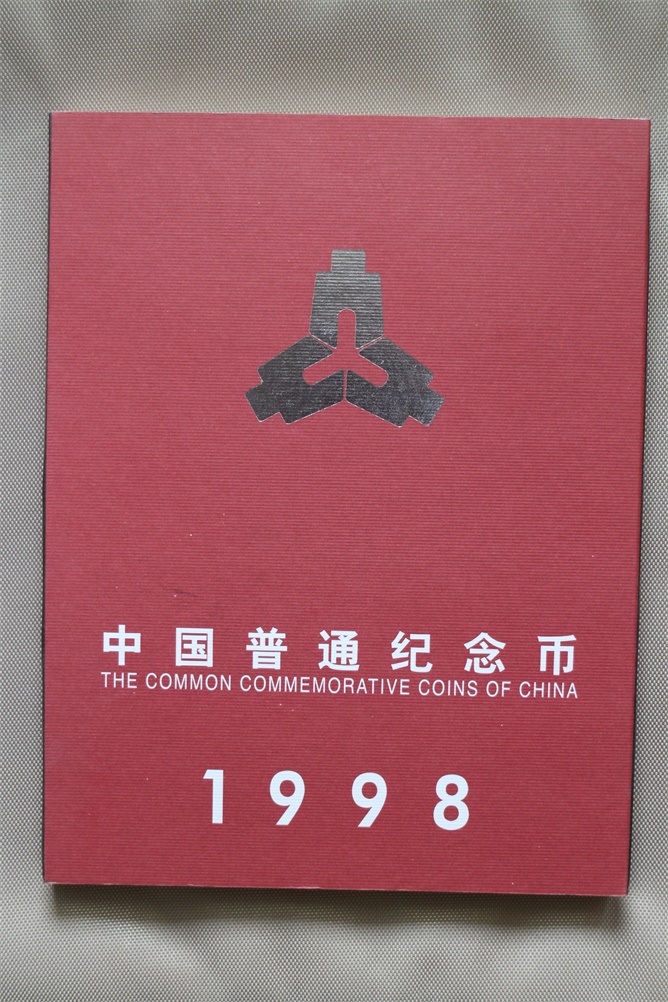 中国普通纪念币
THE COMMON COMMEMORATIVE COINS OF CHINA
1998